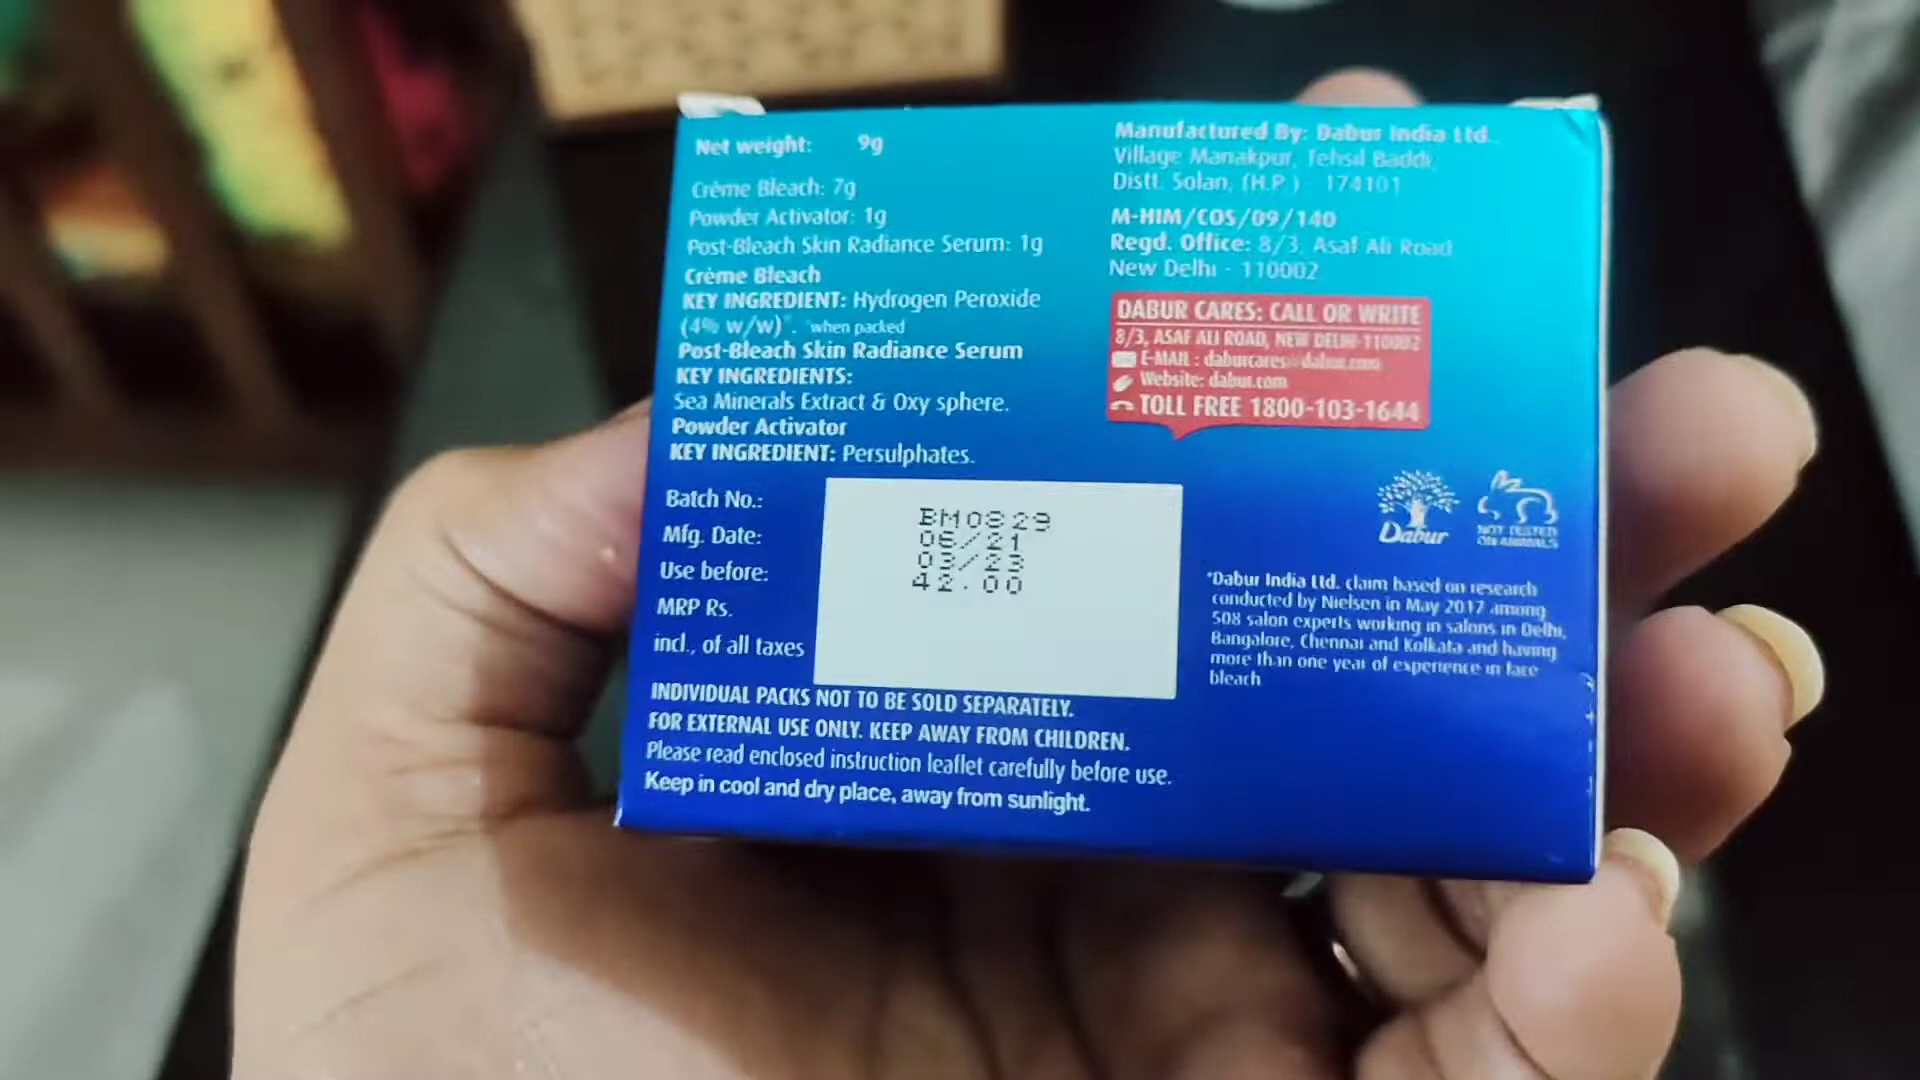 Net weight: 9g
Crème Bleach: 7g
Powder Activator: 1g
Post-Bleach Skin Radiance Serum: 1g
Crème Bleach
KEY INGREDIENT: Hydrogen Peroxide
(4% w/w)*. *when packed
Post-Bleach Skin Radiance Serum
KEY INGREDIENTS:
Sea Minerals Extract & Oxy sphere.
Powder Activator
KEY INGREDIENT: Persulphates.
Manufactured By: Dabur India Ltd.,
Village Manakpur, Tehsil Baddi,
Distt. Solan, (H.P.) 174101
M-HIM/COS/09/140
Regd. Office: 8/3, Asaf Ali Road
New Delhi - 110002
DABUR CARES: CALL OR WRITE
8/3, ASAF ALI ROAD, NEW DELHI-110002
E-MAIL : daburcares@dabur.com
Website: dabur.com
TOLL FREE 1800-103-1644
Batch No.: BM0829
Mfg. Date: 06/21
Use before: 03/23
MRP Rs. 42.00
incl., of all taxes
Dabur
NOT TESTED
ON ANIMALS
*Dabur India Ltd. claim based on research
conducted by Nielsen in May 2017 among
508 salon experts working in salons in Delhi,
Bangalore, Chennai and Kolkata and having
more than one year of experience in face
bleach
INDIVIDUAL PACKS NOT TO BE SOLD SEPARATELY.
FOR EXTERNAL USE ONLY. KEEP AWAY FROM CHILDREN.
Please read enclosed instruction leaflet carefully before use.
Keep in cool and dry place, away from sunlight.